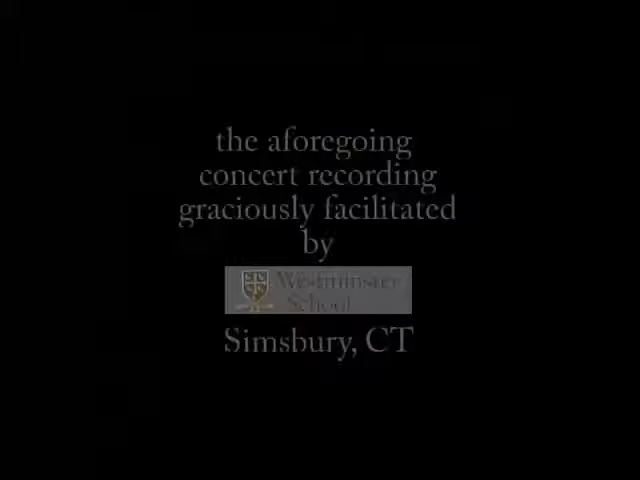 the aforegoing
concert recording
graciously facilitated
by
Westminster
School
Simsbury, CT